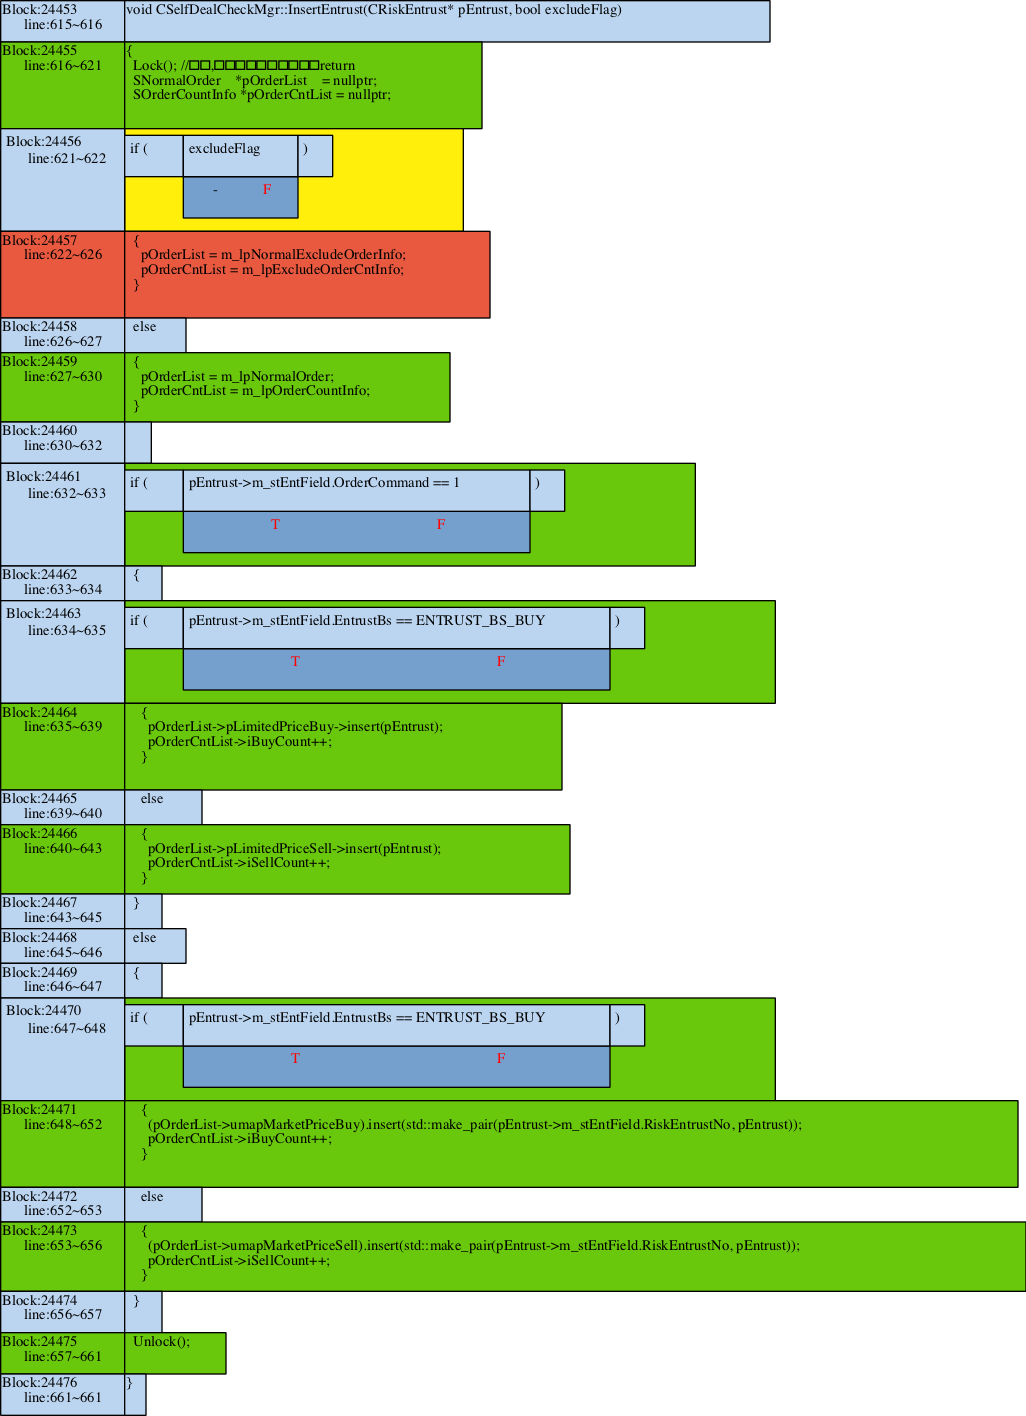 Block:24453
line:615~616
void CSelfDealCheckMgr::InsertEntrust(CRiskEntrust* pEntrust, bool excludeFlag)
Block:24455
line:616~621
{
Lock(); //□□,□□□□□□□□□□return
SNormalOrder *pOrderList = nullptr;
SOrderCountInfo *pOrderCntList = nullptr;
Block:24456
line:621~622
if ( excludeFlag )
- F
Block:24457
line:622~626
{
pOrderList = m_lpNormalExcludeOrderInfo;
pOrderCntList = m_lpExcludeOrderCntInfo;
}
Block:24458
line:626~627
else
Block:24459
line:627~630
{
pOrderList = m_lpNormalOrder;
pOrderCntList = m_lpOrderCountInfo;
}
Block:24460
line:630~632
Block:24461
line:632~633
if ( pEntrust->m_stEntField.OrderCommand == 1 )
T F
Block:24462
line:633~634
{
Block:24463
line:634~635
if ( pEntrust->m_stEntField.EntrustBs == ENTRUST_BS_BUY )
T F
Block:24464
line:635~639
{
pOrderList->pLimitedPriceBuy->insert(pEntrust);
pOrderCntList->iBuyCount++;
}
Block:24465
line:639~640
else
Block:24466
line:640~643
{
pOrderList->pLimitedPriceSell->insert(pEntrust);
pOrderCntList->iSellCount++;
}
Block:24467
line:643~645
}
Block:24468
line:645~646
else
Block:24469
line:646~647
{
Block:24470
line:647~648
if ( pEntrust->m_stEntField.EntrustBs == ENTRUST_BS_BUY )
T F
Block:24471
line:648~652
{
(pOrderList->umapMarketPriceBuy).insert(std::make_pair(pEntrust->m_stEntField.RiskEntrustNo, pEntrust));
pOrderCntList->iBuyCount++;
}
Block:24472
line:652~653
else
Block:24473
line:653~656
{
(pOrderList->umapMarketPriceSell).insert(std::make_pair(pEntrust->m_stEntField.RiskEntrustNo, pEntrust));
pOrderCntList->iSellCount++;
}
Block:24474
line:656~657
}
Block:24475
line:657~661
Unlock();
Block:24476
line:661~661
}